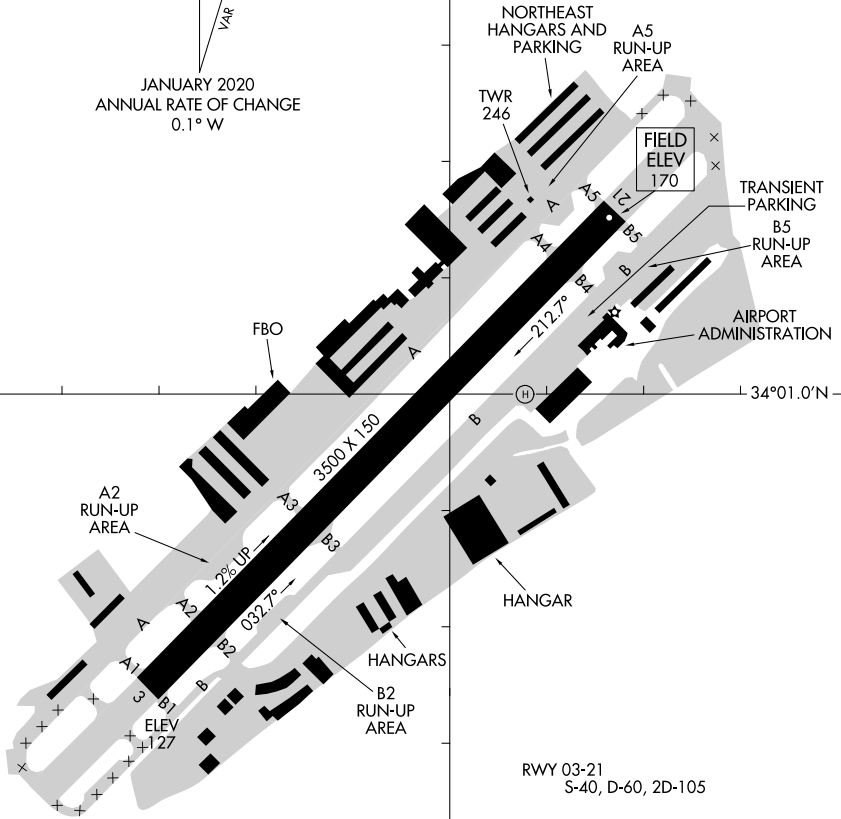 VAR
JANUARY 2020
ANNUAL RATE OF CHANGE
0.1° W
NORTHEAST
HANGARS AND
PARKING
A5
RUN-UP
AREA
TWR
246
FIELD
ELEV
170
A
A5
21
TRANSIENT
PARKING
A4
B5
B5
RUN-UP
AREA
B
B4
212.7°
AIRPORT
ADMINISTRATION
FBO
A
H
34°01.0'N
B
3500 X 150
A2
RUN-UP
AREA
A3
B3
1.2% UP
032.7°
HANGAR
A
A2
B2
HANGARS
A1
B
3
B1
B2
RUN-UP
AREA
ELEV
127
RWY 03-21
S-40, D-60, 2D-105